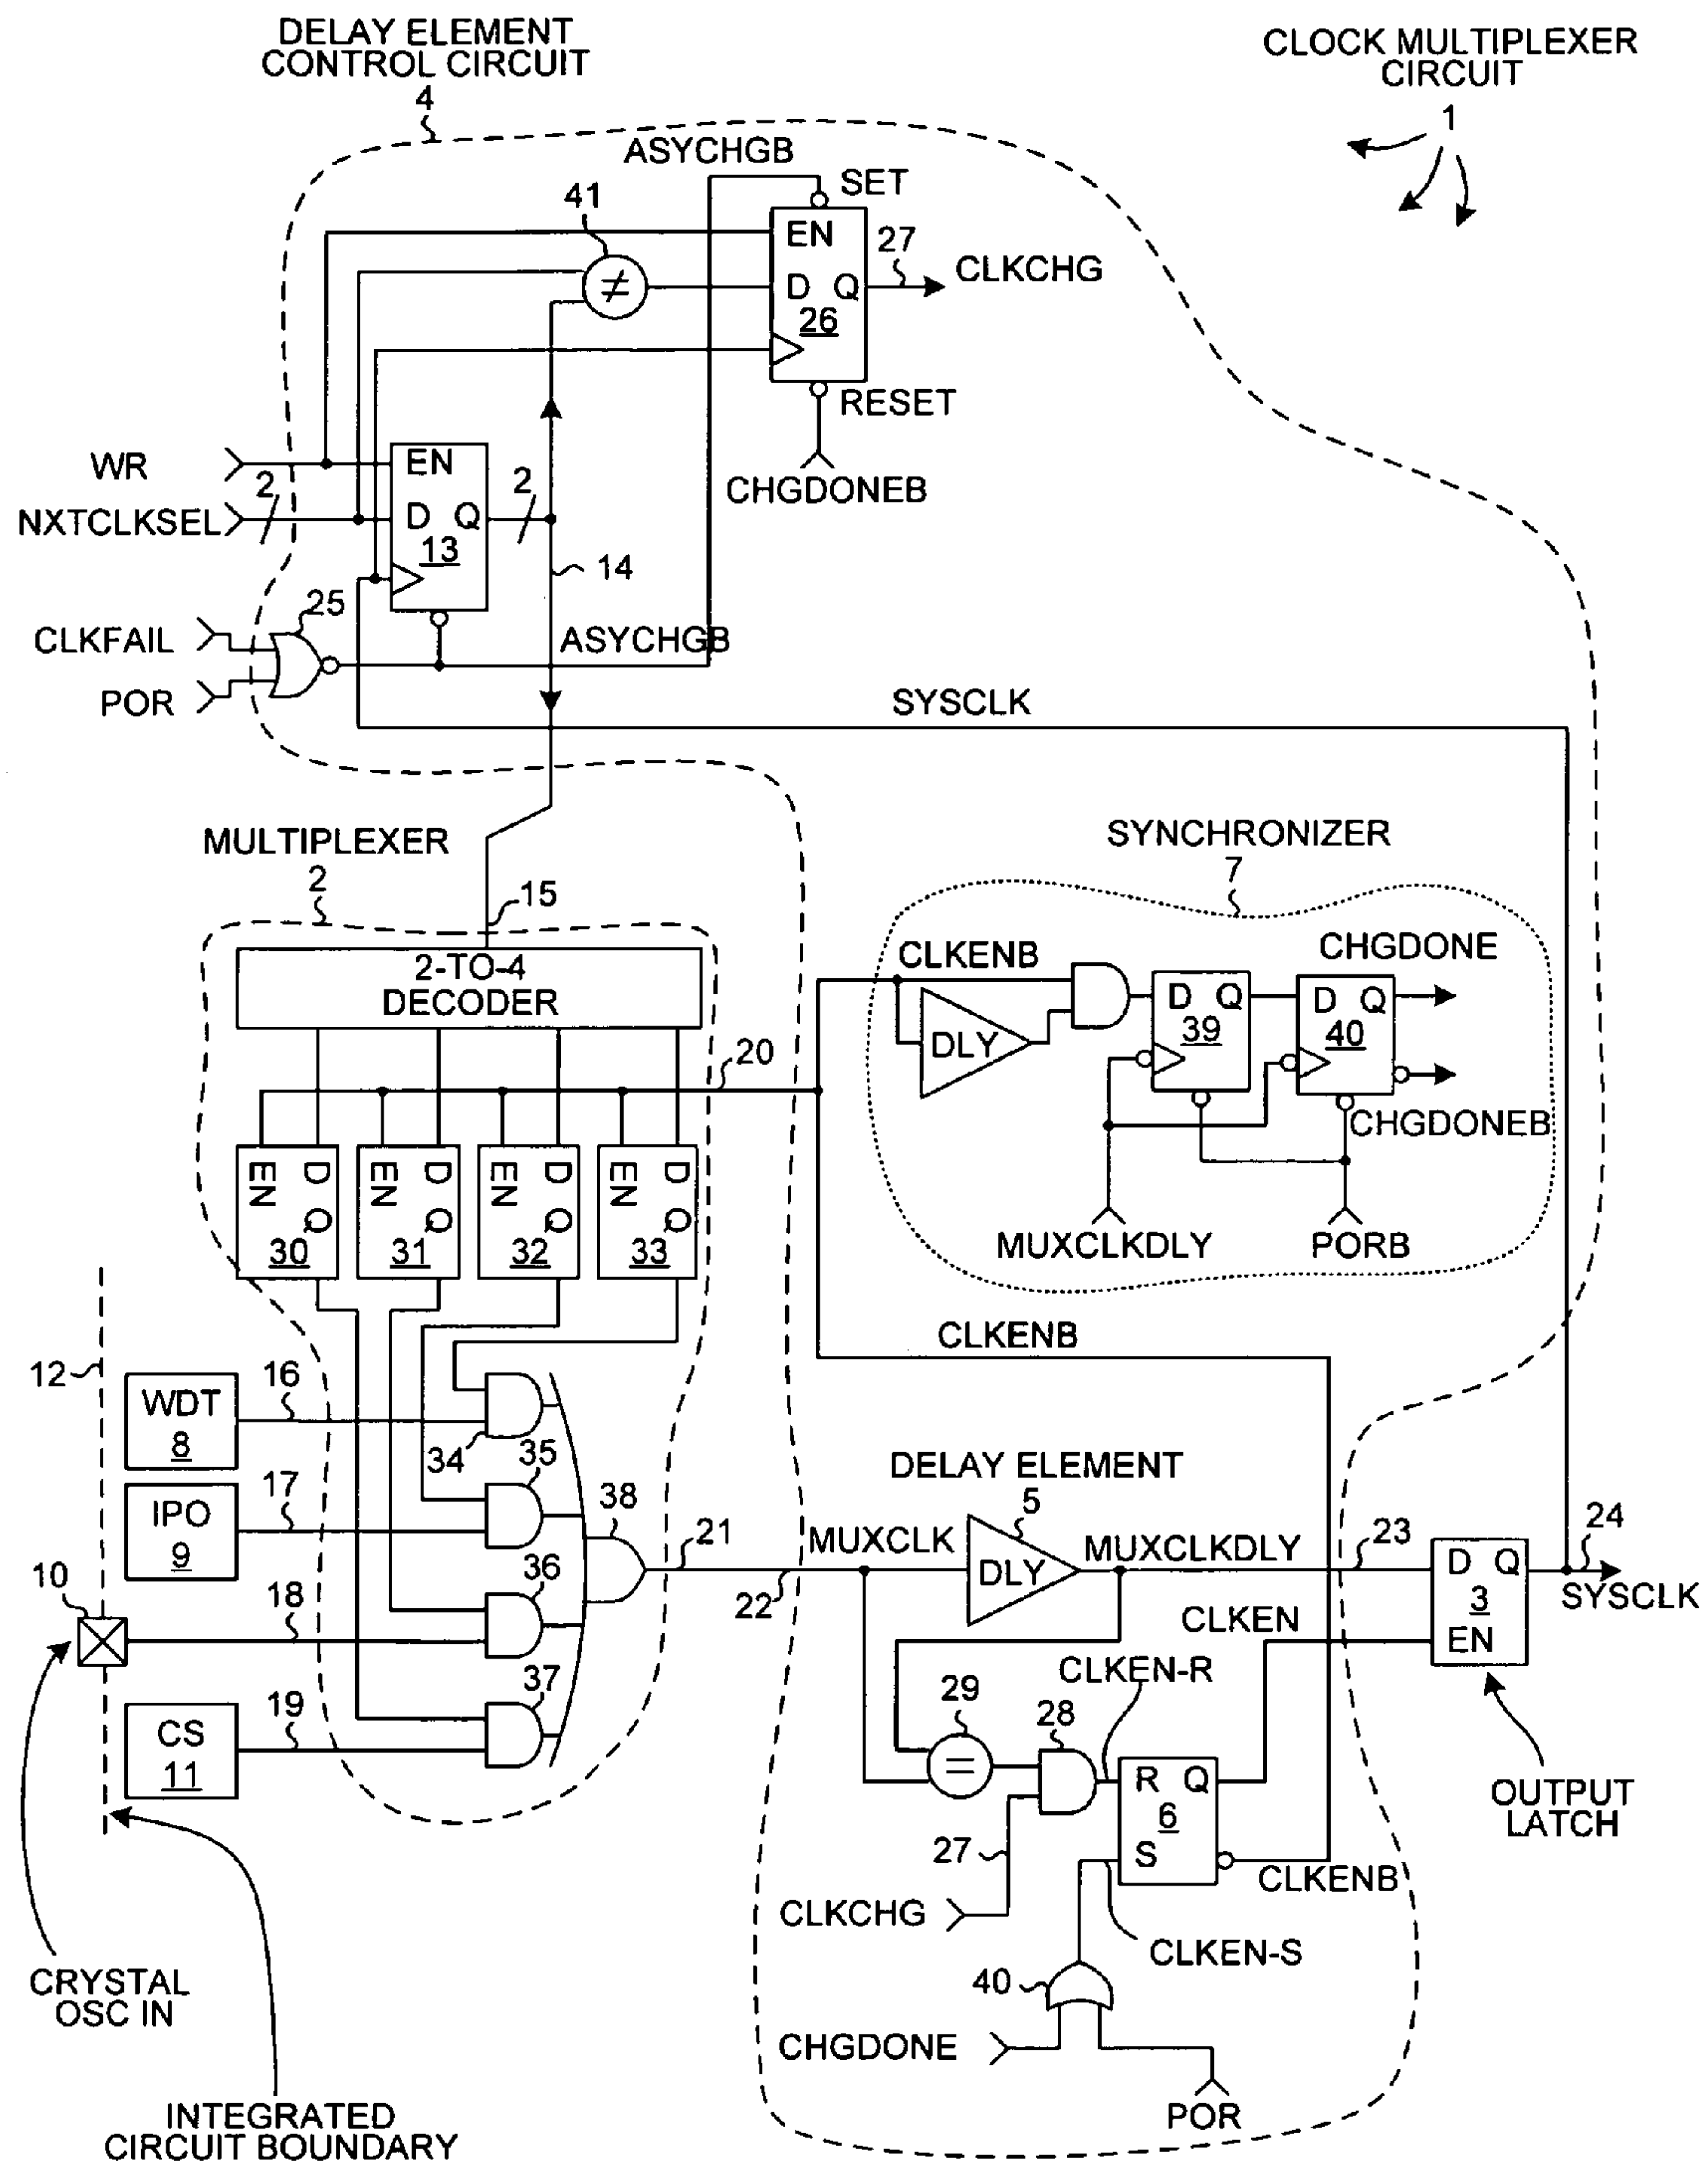 DELAY ELEMENT
CONTROL CIRCUIT
4
CLOCK MULTIPLEXER
CIRCUIT
1
ASYCHGB
SET
41
EN
27
CLKCHG
≠
D Q
26
RESET
WR
EN
2
2
CHGDONEB
NXTCLKSEL
D Q
13
14
25
CLKFAIL
ASYCHGB
POR
SYSCLK
MULTIPLEXER
2
SYNCHRONIZER
7
15
2-TO-4
DECODER
CLKENB
CHGDONE
D Q
39
D Q
40
DLY
20
CHGDONEB
EN D Q
30
EN D Q
31
EN D Q
32
EN D Q
33
MUXCLKDLY
PORB
CLKENB
12
WDT
8
16
34
35
DELAY ELEMENT
5
IPO
9
17
38
21
MUXCLK
DLY
MUXCLKDLY
23
D Q
3
EN
24
SYSCLK
10
18
36
22
CLKEN
CLKEN-R
CS
11
19
37
29
28
=
R Q
6
S
OUTPUT
LATCH
27
CLKENB
CLKCHG
CLKEN-S
CRYSTAL
OSC IN
40
CHGDONE
POR
INTEGRATED
CIRCUIT BOUNDARY